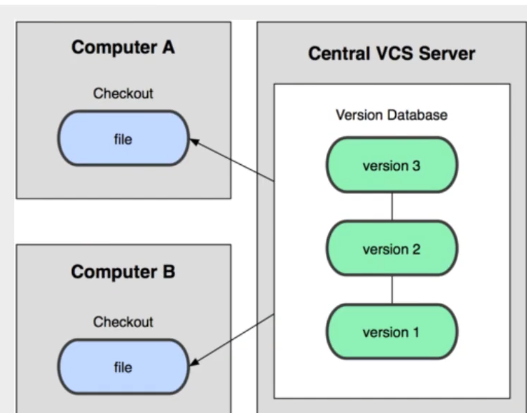 Computer A
Checkout
file
Computer B
Checkout
file
Central VCS Server
Version Database
version 3
version 2
version 1